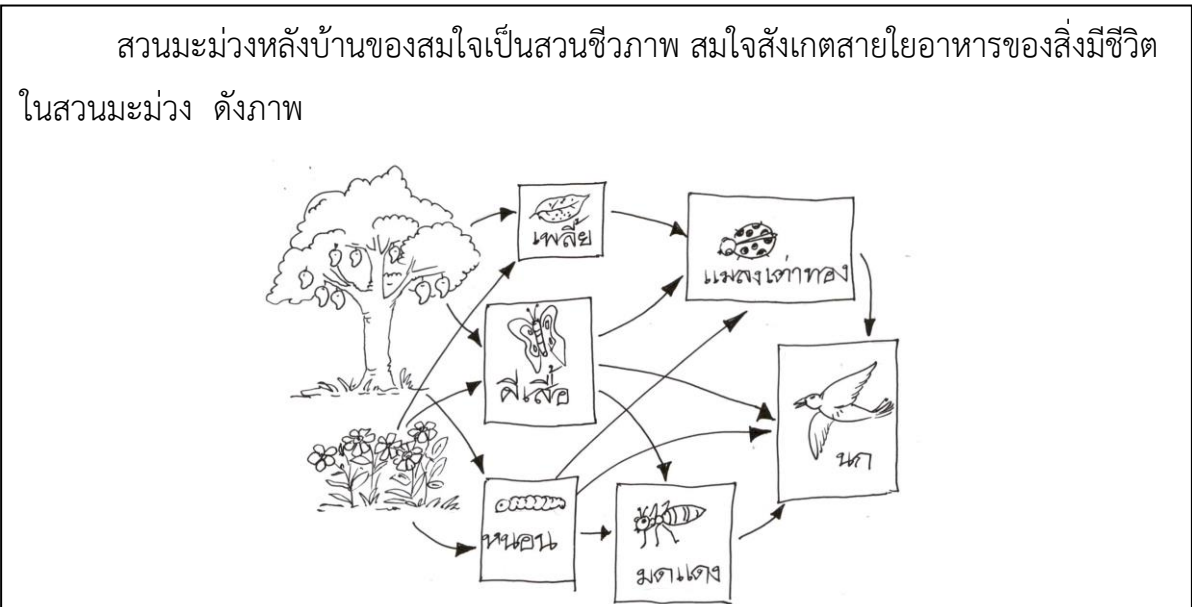 สวนมะม่วงหลังบ้านของสมใจเป็นสวนชีวภาพ สมใจสังเกตสายใยอาหารของสิ่งมีชีวิต
ในสวนมะม่วง ดังภาพ
เพลี้ย
แมลงเต่าทอง
ผีเสื้อ
นก
หนอน
มดแดง